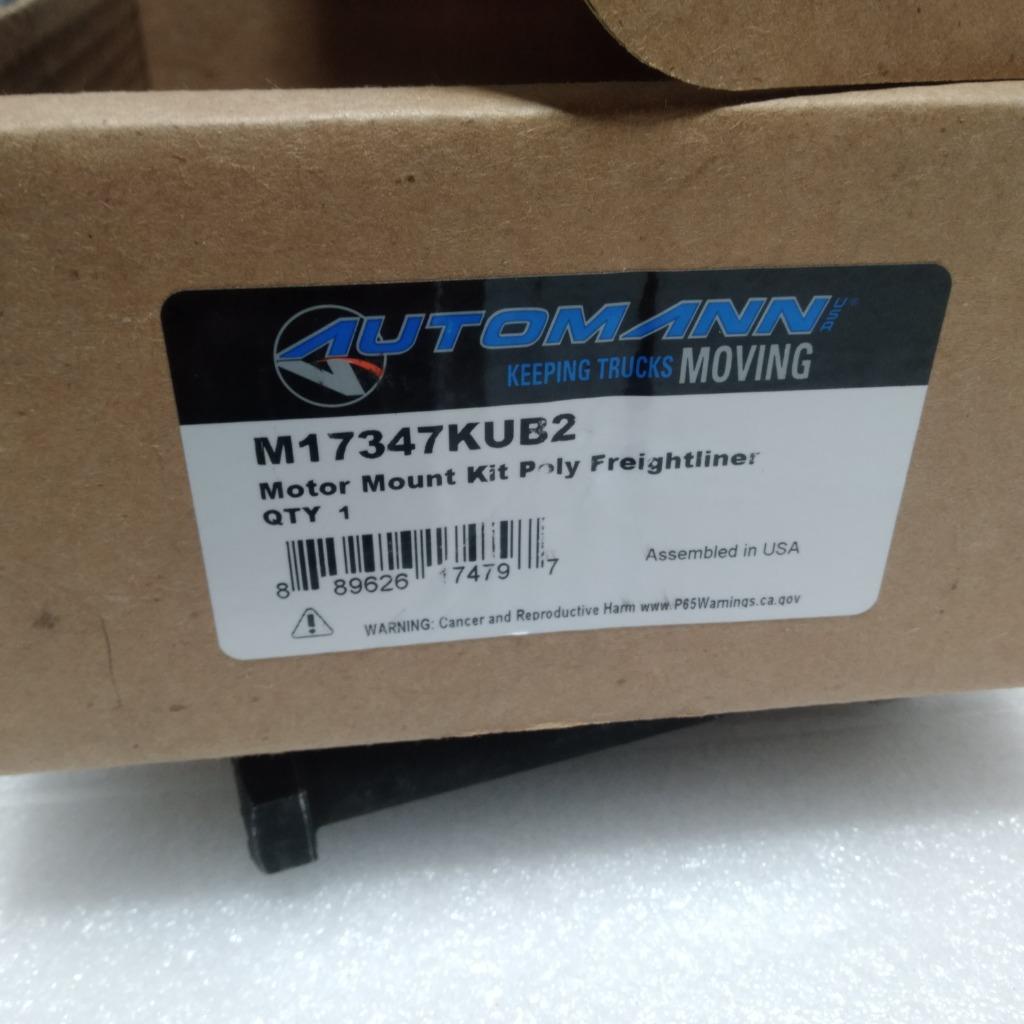 AUTOMANN USA®
KEEPING TRUCKS MOVING
M17347KUB2
Motor Mount Kit Poly Freightliner
QTY 1
8 89626 17479 7
Assembled in USA
WARNING: Cancer and Reproductive Harm www.P65Warnings.ca.gov